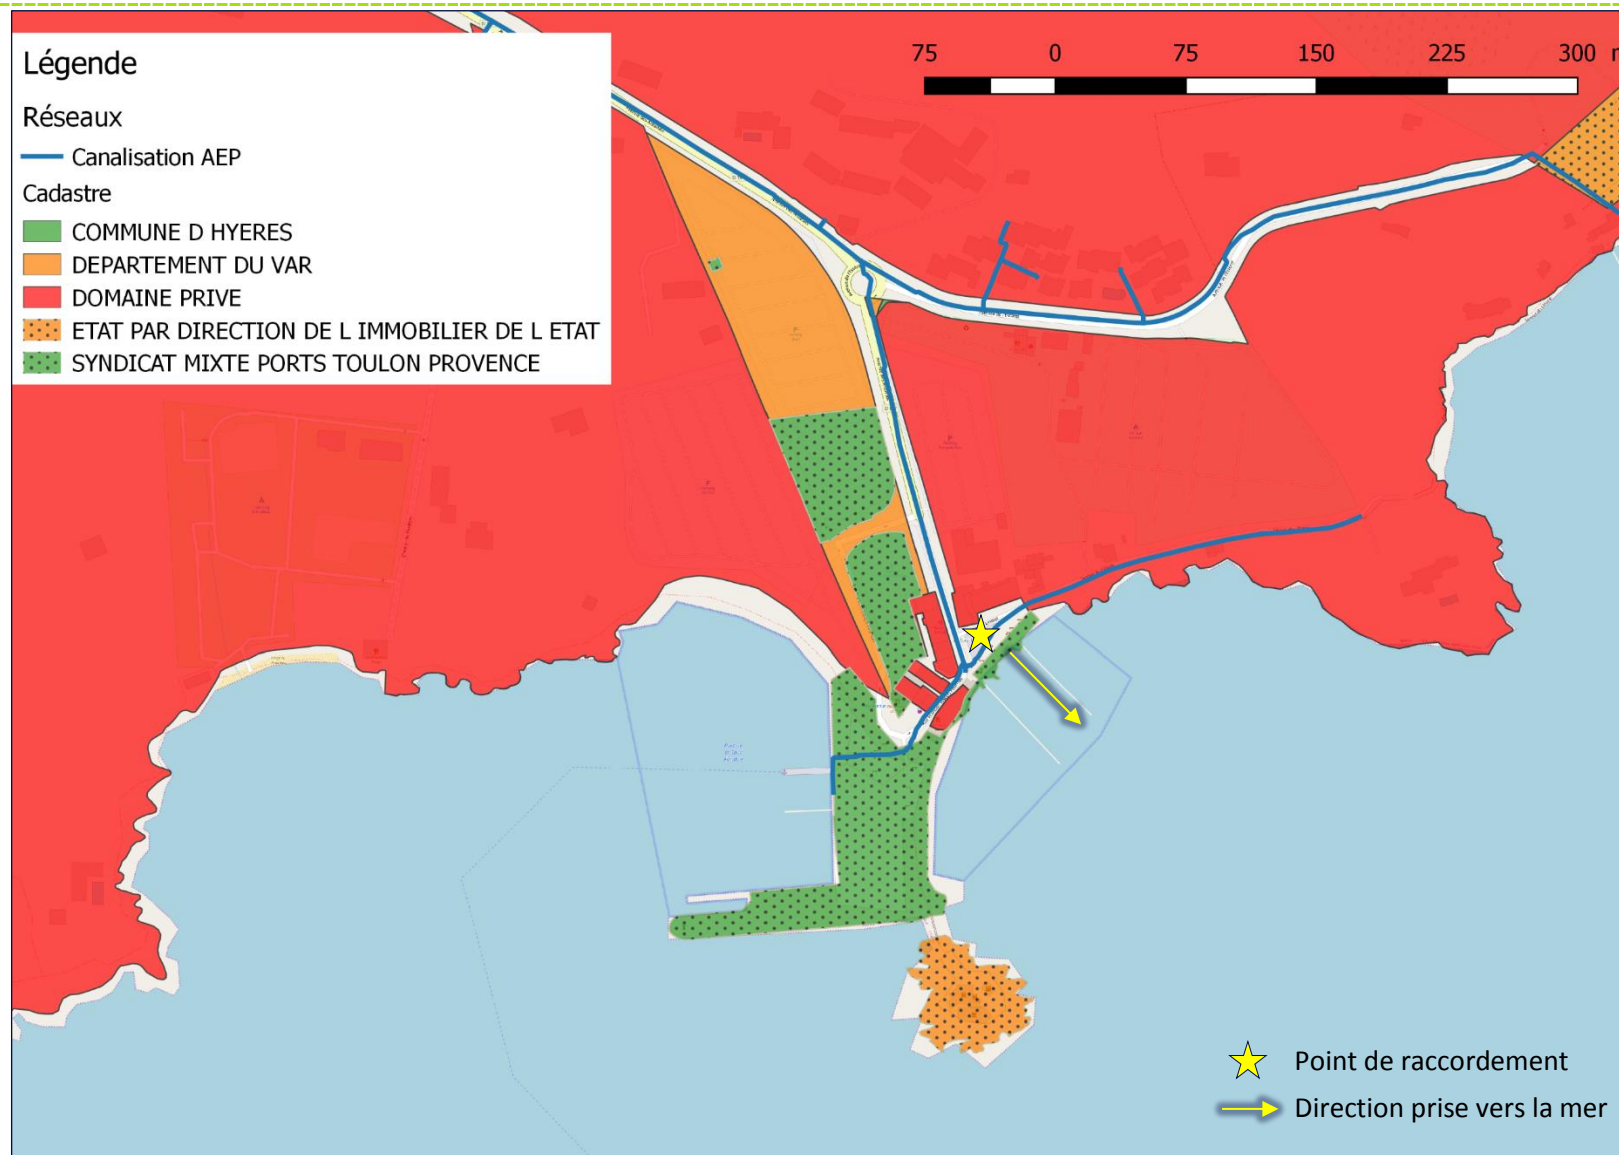 Légende
Réseaux
Canalisation AEP
Cadastre
COMMUNE D HYERES
DEPARTEMENT DU VAR
DOMAINE PRIVE
ETAT PAR DIRECTION DE L IMMOBILIER DE L ETAT
SYNDICAT MIXTE PORTS TOULON PROVENCE
75 0 75 150 225 300
Point de raccordement
Direction prise vers la mer